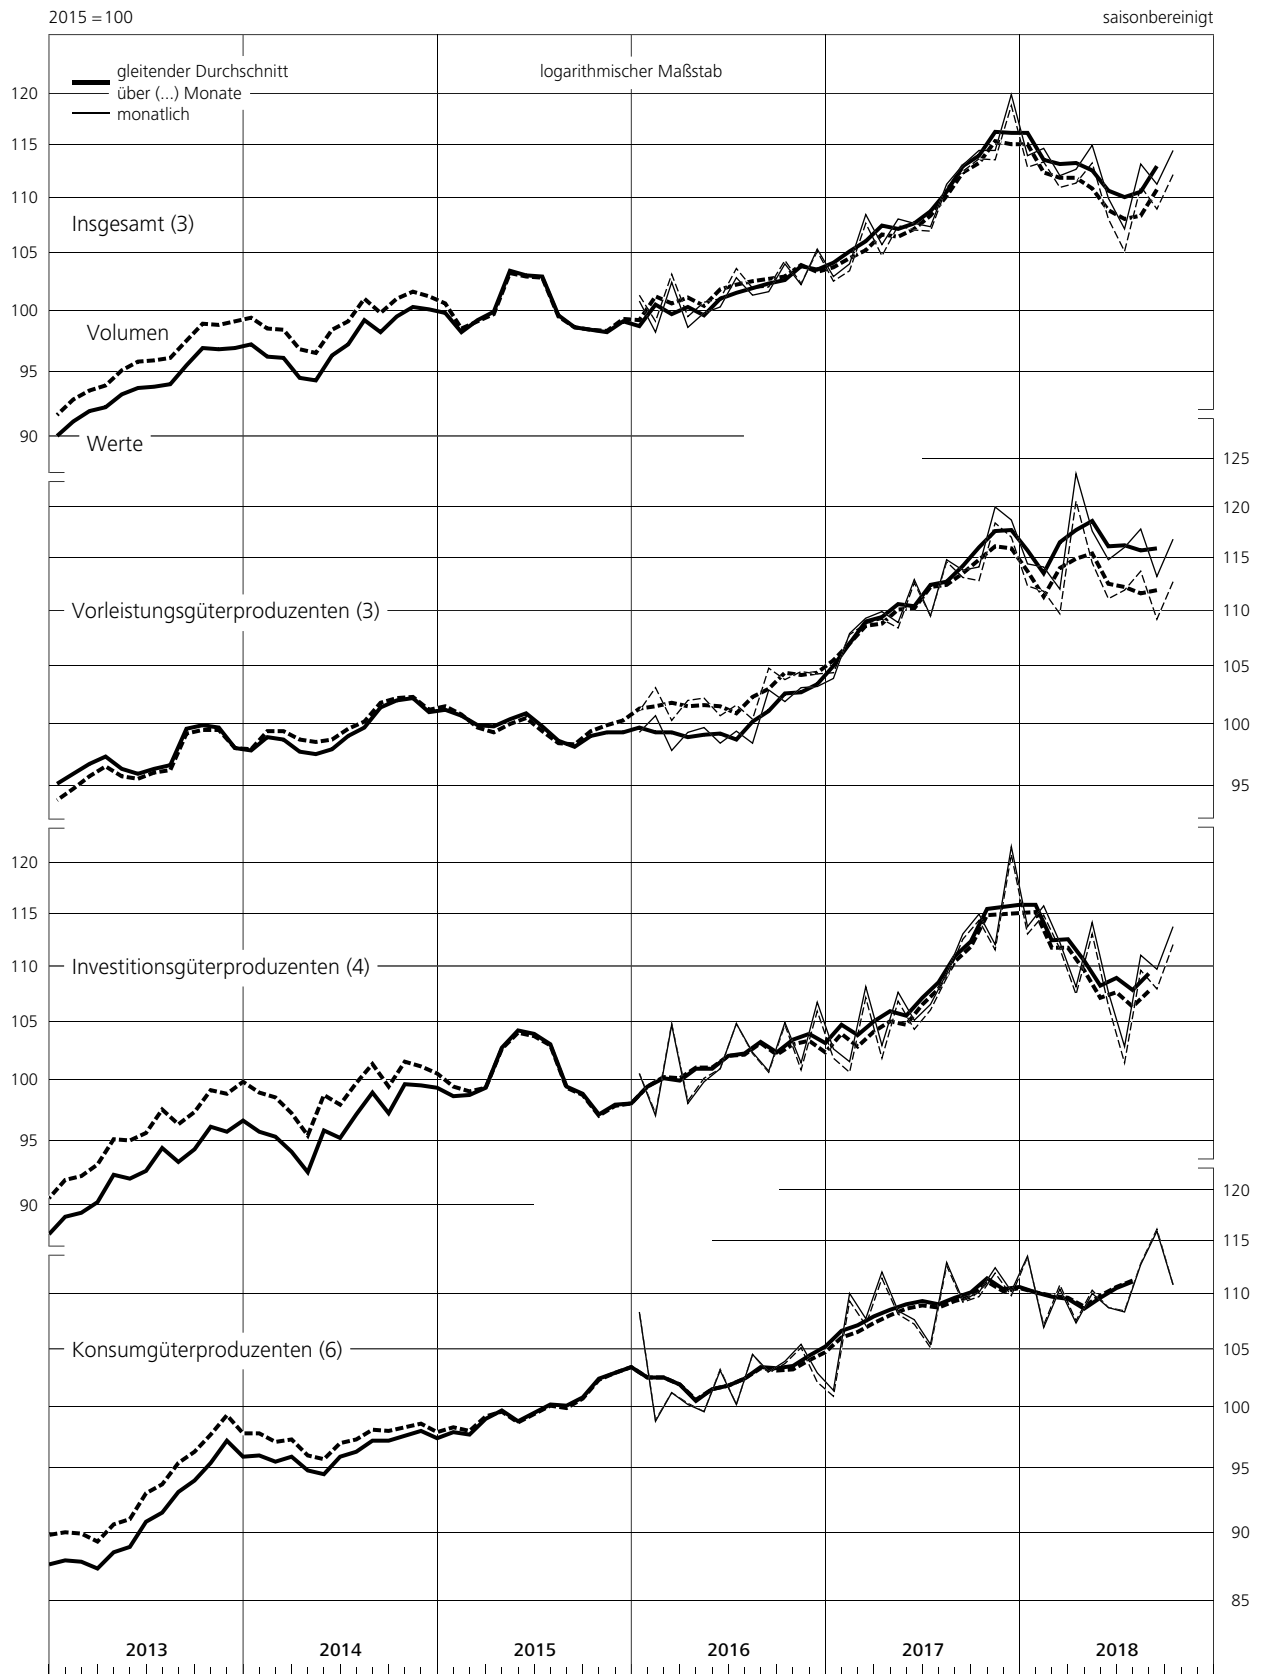 2015 = 100
saisonbereinigt
gleitender Durchschnitt
über (...) Monate
monatlich
logarithmischer Maßstab
120
115
110
Insgesamt (3)
105
100
Volumen
95
90
Werte
125
120
115
Vorleistungsgüterproduzenten (3)
110
105
100
95
120
115
Investitionsgüterproduzenten (4)
110
105
100
95
90
120
115
110
Konsumgüterproduzenten (6)
105
100
95
90
85
2013 2014 2015 2016 2017 2018